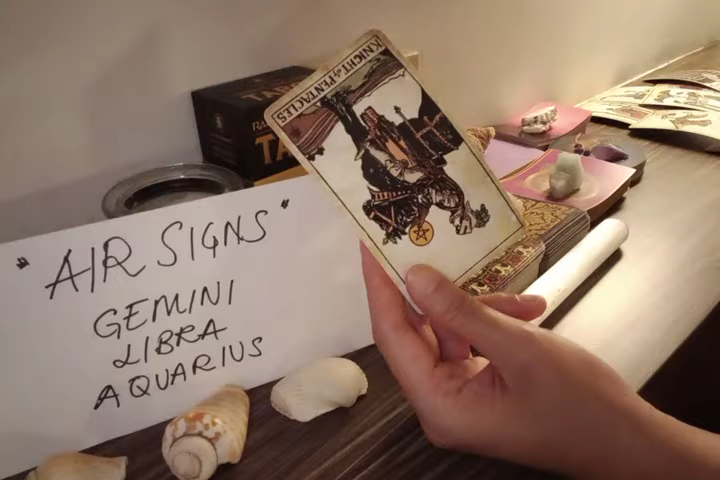 "AIR SIGNS"
GEMINI
LIBRA
AQUARIUS
KNIGHT of PENTACLES